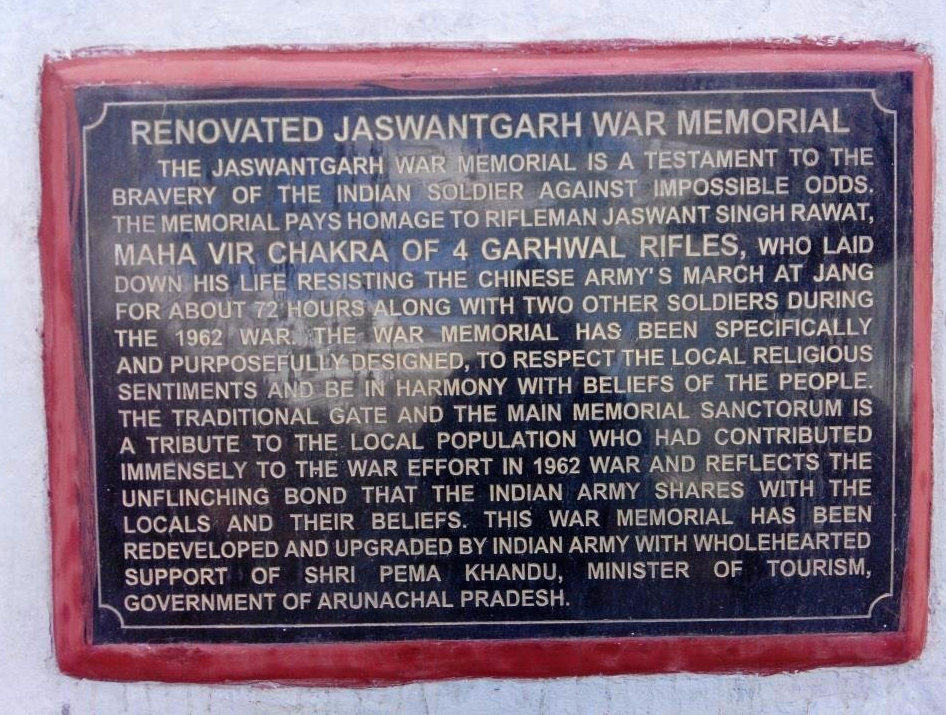 RENOVATED JASWANTGARH WAR MEMORIAL
THE JASWANTGARH WAR MEMORIAL IS A TESTAMENT TO THE
BRAVERY OF THE INDIAN SOLDIER AGAINST IMPOSSIBLE ODDS.
THE MEMORIAL PAYS HOMAGE TO RIFLEMAN JASWANT SINGH RAWAT,
MAHA VIR CHAKRA OF 4 GARHWAL RIFLES, WHO LAID
DOWN HIS LIFE RESISTING THE CHINESE ARMY'S MARCH AT JANG
FOR ABOUT 72 HOURS ALONG WITH TWO OTHER SOLDIERS DURING
THE 1962 WAR. THE WAR MEMORIAL HAS BEEN SPECIFICALLY
AND PURPOSEFULLY DESIGNED, TO RESPECT THE LOCAL RELIGIOUS
SENTIMENTS AND BE IN HARMONY WITH BELIEFS OF THE PEOPLE.
THE TRADITIONAL GATE AND THE MAIN MEMORIAL SANCTORUM IS
A TRIBUTE TO THE LOCAL POPULATION WHO HAD CONTRIBUTED
IMMENSELY TO THE WAR EFFORT IN 1962 WAR AND REFLECTS THE
UNFLINCHING BOND THAT THE INDIAN ARMY SHARES WITH THE
LOCALS AND THEIR BELIEFS. THIS WAR MEMORIAL HAS BEEN
REDEVELOPED AND UPGRADED BY INDIAN ARMY WITH WHOLEHEARTED
SUPPORT OF SHRI PEMA KHANDU, MINISTER OF TOURISM,
GOVERNMENT OF ARUNACHAL PRADESH.